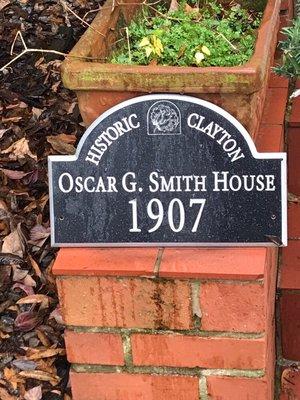 HISTORIC CLAYTON
OSCAR G. SMITH HOUSE
1907